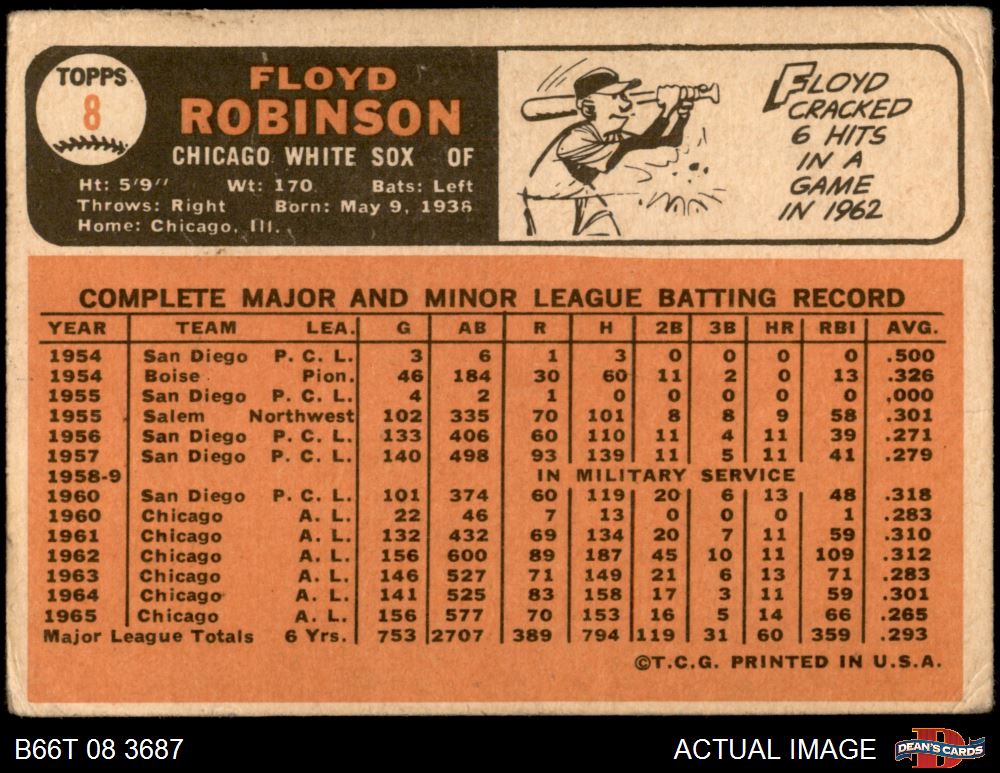 TOPPS
8
FLOYD
ROBINSON
CHICAGO WHITE SOX OF
Ht: 5'9" Wt: 170 Bats: Left
Throws: Right Born: May 9, 1936
Home: Chicago, Ill.
FLOYD
CRACKED
6 HITS
IN A
GAME
IN 1962
COMPLETE MAJOR AND MINOR LEAGUE BATTING RECORD
YEAR TEAM LEA. G AB R H 2B 3B HR RBI AVG.
1954 San Diego P. C. L. 3 6 1 3 0 0 0 0 .500
1954 Boise Pion. 46 184 30 60 11 2 0 13 .326
1955 San Diego P. C. L. 4 2 1 0 0 0 0 0 .000
1955 Salem Northwest 102 335 70 101 8 8 9 58 .301
1956 San Diego P. C. L. 133 406 60 110 11 4 11 39 .271
1957 San Diego P. C. L. 140 498 93 139 11 5 11 41 .279
1958-9 IN MILITARY SERVICE
1960 San Diego P. C. L. 101 374 60 119 20 6 13 48 .318
1960 Chicago A. L. 22 46 7 13 0 0 0 1 .283
1961 Chicago A. L. 132 432 69 134 20 7 11 59 .310
1962 Chicago A. L. 156 600 89 187 45 10 11 109 .312
1963 Chicago A. L. 146 527 71 149 21 6 13 71 .283
1964 Chicago A. L. 141 525 83 158 17 3 11 59 .301
1965 Chicago A. L. 156 577 70 153 16 5 14 66 .265
Major League Totals 6 Yrs. 753 2707 389 794 119 31 60 359 .293
©T.C.G. PRINTED IN U.S.A.
B66T 08 3687 ACTUAL IMAGE
D
DEAN'S CARDS